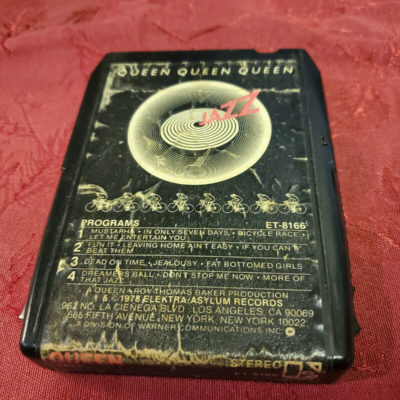 QUEEN QUEEN QUEEN
JAZZ
PROGRAMS ET-8166
1 MUSTAPHA • IN ONLY SEVEN DAYS • BICYCLE RACE •
LET ME ENTERTAIN YOU
2 FUN IT • LEAVING HOME AIN'T EASY • IF YOU CAN'T
BEAT THEM
3 DEAD ON TIME • JEALOUSY • FAT BOTTOMED GIRLS
4 DREAMERS BALL • DON'T STOP ME NOW • MORE OF
THAT JAZZ
A QUEEN / ROY THOMAS BAKER PRODUCTION
℗ & © 1978 ELEKTRA/ASYLUM RECORDS
962 NO. LA CIENEGA BLVD. LOS ANGELES, CA 90069
666 FIFTH AVENUE, NEW YORK, NEW YORK 10022
A DIVISION OF WARNER COMMUNICATIONS INC.
QUEEN STEREO